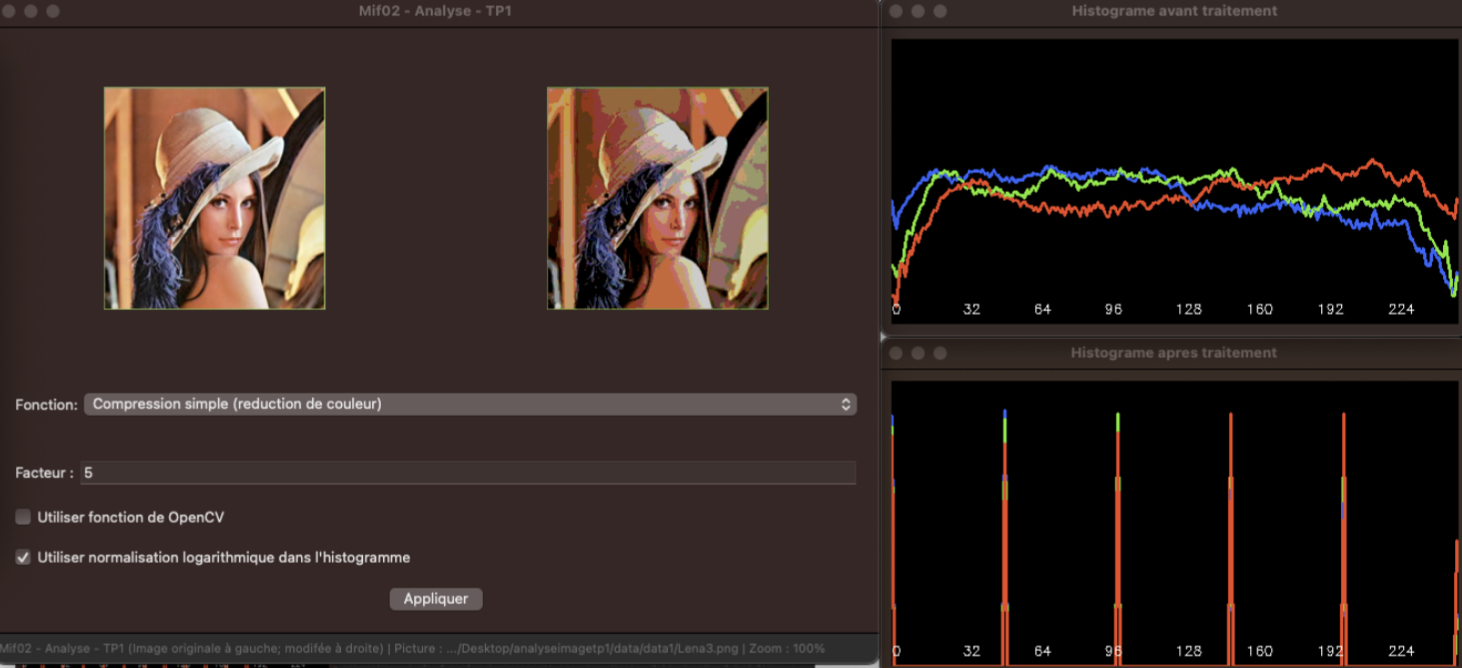 Mif02 - Analyse - TP1
Fonction: Compression simple (reduction de couleur)
Facteur : 5
Utiliser fonction de OpenCV
Utiliser normalisation logarithmique dans l'histogramme
Appliquer
Mif02 - Analyse - TP1 (Image originale à gauche; modifée à droite) | Picture : .../Desktop/analyseimagetp1/data/data1/Lena3.png | Zoom : 100%
Histograme avant traitement
0 32 64 96 128 160 192 224
Histograme apres traitement
0 32 64 96 128 160 192 224